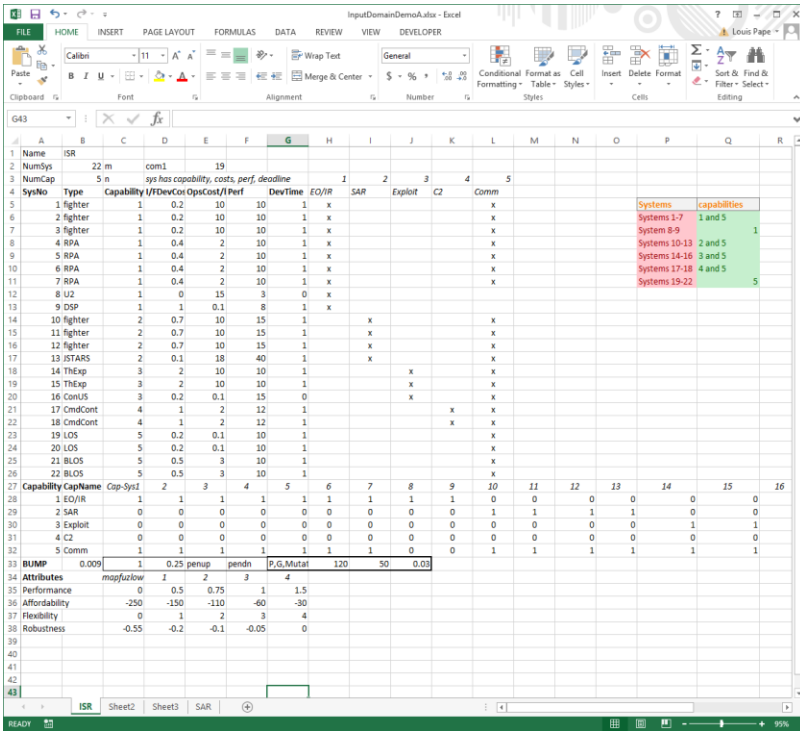 InputDomainDemoA.xlsx - Excel
FILE HOME INSERT PAGE LAYOUT FORMULAS DATA REVIEW VIEW DEVELOPER Louis Pape
Calibri 11 Wrap Text General
Paste B I U Merge & Center $ % Conditional Format as Cell Insert Delete Format Sort & Find &
Formatting Table Styles Filter Select
Clipboard Font Alignment Number Styles Cells Editing
G43 fx
A B C D E F G H I J K L M N O P Q R
1 Name ISR
2 NumSys 22 m com1 19
3 NumCap 5 n sys has capability, costs, perf, deadline 1 2 3 4 5
4 SysNo Type Capability I/FDevCos OpsCost/I Perf DevTime EO/IR SAR Exploit C2 Comm
5 1 fighter 1 0.2 10 10 1 x x Systems capabilities
6 2 fighter 1 0.2 10 10 1 x x Systems 1-7 1 and 5
7 3 fighter 1 0.2 10 10 1 x x System 8-9 1
8 4 RPA 1 0.4 2 10 1 x x Systems 10-13 2 and 5
9 5 RPA 1 0.4 2 10 1 x x Systems 14-16 3 and 5
10 6 RPA 1 0.4 2 10 1 x x Systems 17-18 4 and 5
11 7 RPA 1 0.4 2 10 1 x x Systems 19-22 5
12 8 U2 1 0 15 3 0 x
13 9 DSP 1 1 0.1 8 1 x
14 10 fighter 2 0.7 10 15 1 x x
15 11 fighter 2 0.7 10 15 1 x x
16 12 fighter 2 0.7 10 15 1 x x
17 13 JSTARS 2 0.1 18 40 1 x x
18 14 ThExp 3 2 10 10 1 x x
19 15 ThExp 3 2 10 10 1 x x
20 16 ConUS 3 0.2 0.1 15 0 x x
21 17 CmdCont 4 1 2 12 1 x x
22 18 CmdCont 4 1 2 12 1 x x
23 19 LOS 5 0.2 0.1 10 1 x
24 20 LOS 5 0.2 0.1 10 1 x
25 21 BLOS 5 0.5 3 10 1 x
26 22 BLOS 5 0.5 3 10 1 x
27 Capability CapName Cap-Sys1 2 3 4 5 6 7 8 9 10 11 12 13 14 15 16
28 1 EO/IR 1 1 1 1 1 1 1 1 1 0 0 0 0 0 0
29 2 SAR 0 0 0 0 0 0 0 0 0 1 1 1 1 0 0
30 3 Exploit 0 0 0 0 0 0 0 0 0 0 0 0 0 1 1
31 4 C2 0 0 0 0 0 0 0 0 0 0 0 0 0 0 0
32 5 Comm 1 1 1 1 1 1 1 0 0 1 1 1 1 1 1
33 BUMP 0.009 1 0.25 penup pendn P,G,Mutat 120 50 0.03
34 Attributes mapfuzlow 1 2 3 4
35 Performance 0 0.5 0.75 1 1.5
36 Affordability -250 -150 -110 -60 -30
37 Flexibility 0 1 2 3 4
38 Robustness -0.55 -0.2 -0.1 -0.05 0
39
40
41
42
43
ISR Sheet2 Sheet3 SAR
READY 95%